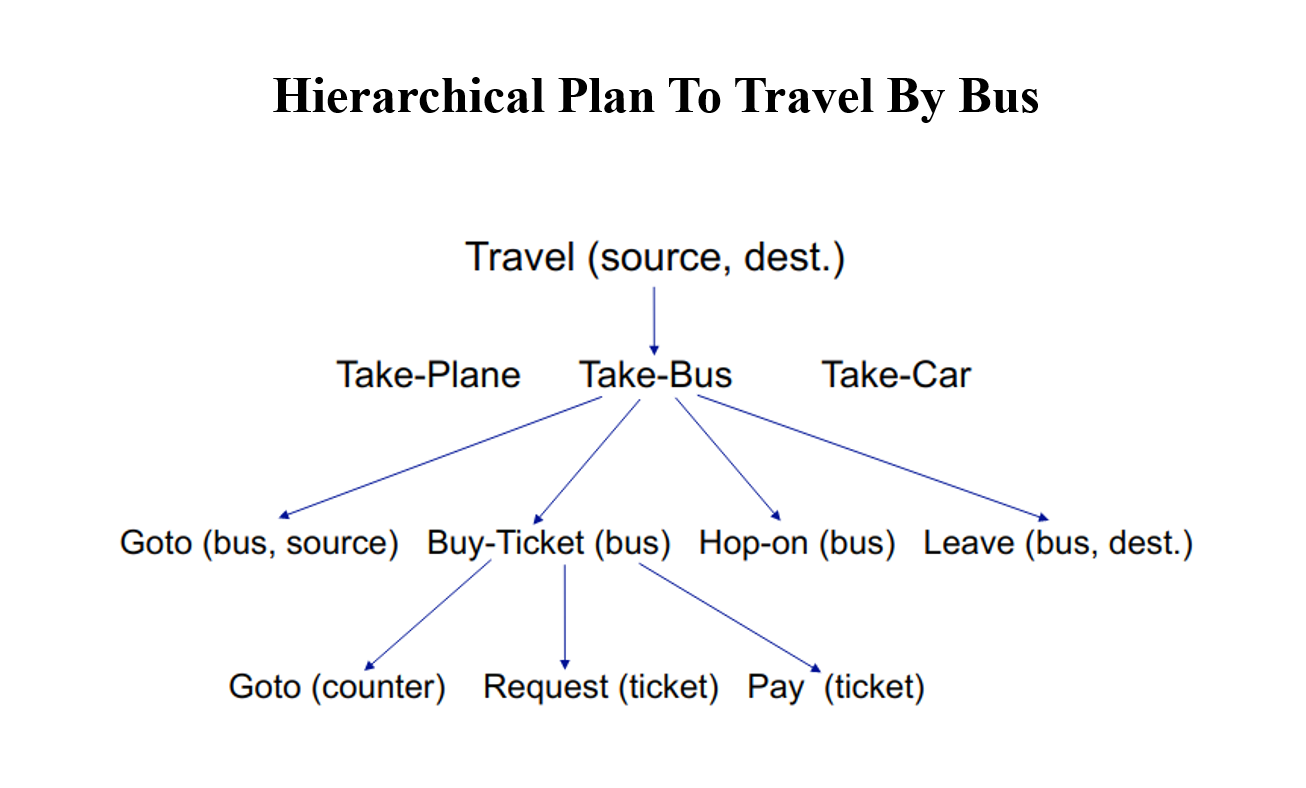 Hierarchical Plan To Travel By Bus
Travel (source, dest.)
Take-Plane Take-Bus Take-Car
Goto (bus, source) Buy-Ticket (bus) Hop-on (bus) Leave (bus, dest.)
Goto (counter) Request (ticket) Pay (ticket)